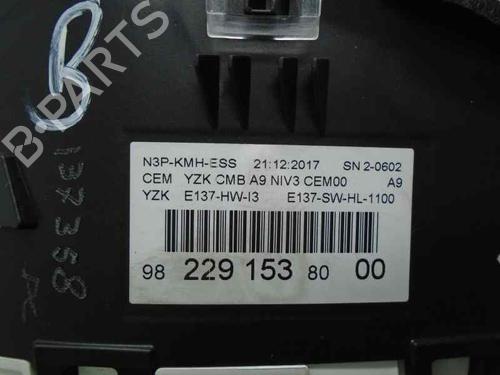 B
B-PARTS
137358
N3P-KMH-ESS 21:12:2017 SN 2-0602
CEM YZK CMB A9 NIV3 CEM00 A9
YZK E137-HW-I3 E137-SW-HL-1100
98 229 153 80 00